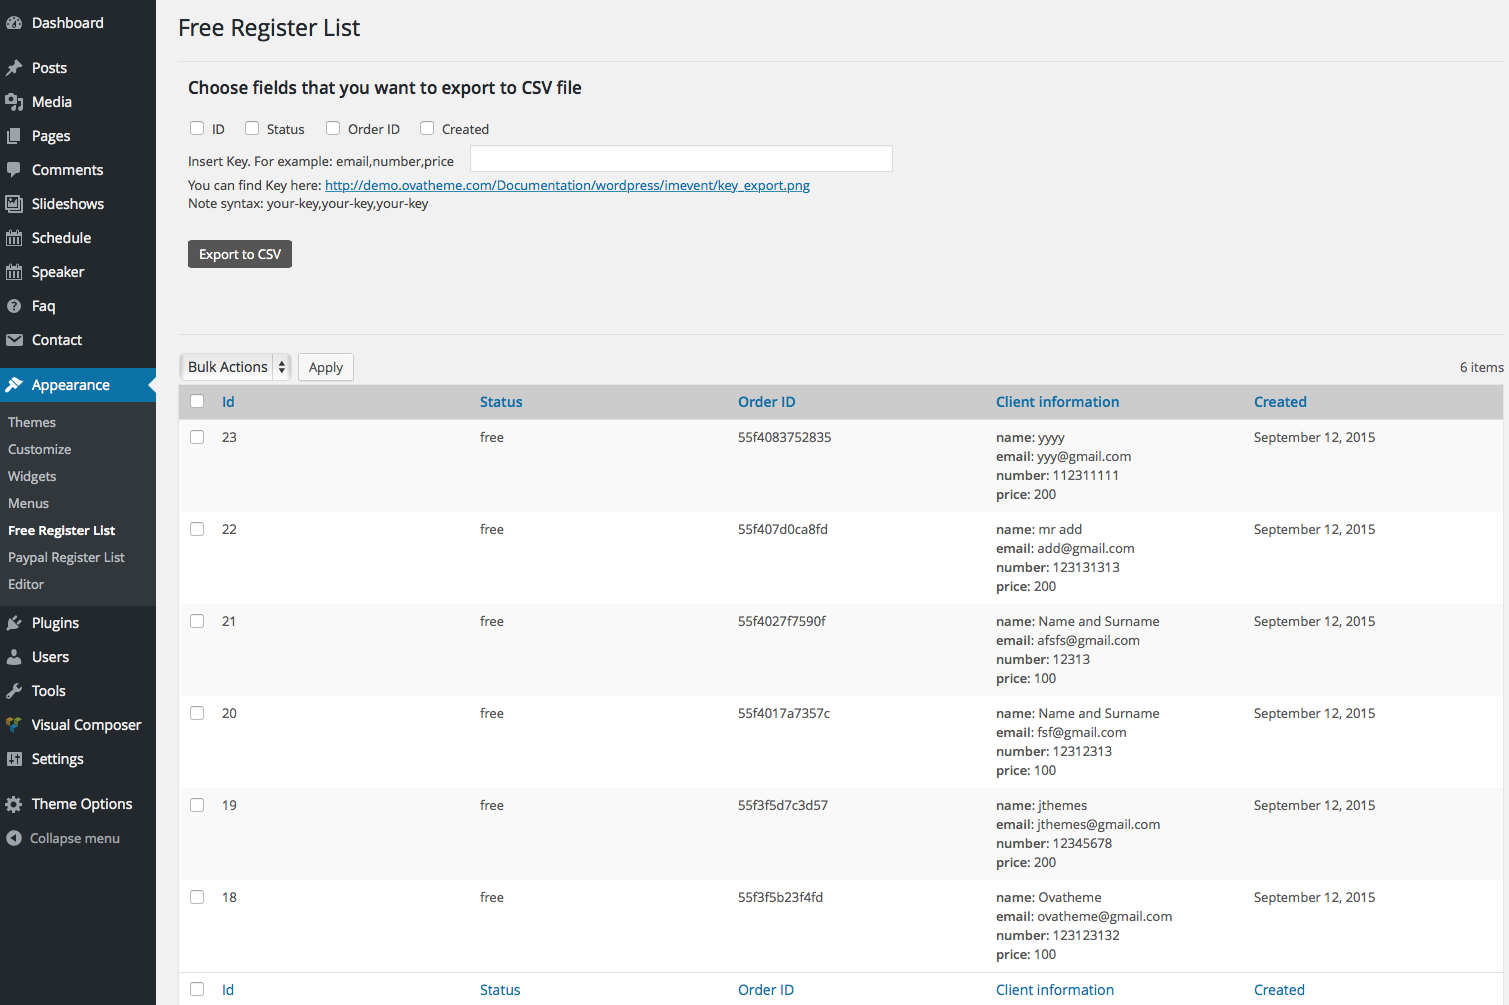 Dashboard
Posts
Media
Pages
Comments
Slideshows
Schedule
Speaker
Faq
Contact
Appearance
Themes
Customize
Widgets
Menus
Free Register List
Paypal Register List
Editor
Plugins
Users
Tools
Visual Composer
Settings
Theme Options
Collapse menu
Free Register List
Choose fields that you want to export to CSV file
ID Status Order ID Created
Insert Key. For example: email,number,price
You can find Key here: http://demo.ovatheme.com/Documentation/wordpress/imevent/key_export.png
Note syntax: your-key,your-key,your-key
Export to CSV
Bulk Actions Apply 6 items
Id Status Order ID Client information Created
23 free 55f4083752835 name: yyyy September 12, 2015
email: yyy@gmail.com
number: 112311111
price: 200
22 free 55f407d0ca8fd name: mr add September 12, 2015
email: add@gmail.com
number: 123131313
price: 200
21 free 55f4027f7590f name: Name and Surname September 12, 2015
email: afsfs@gmail.com
number: 12313
price: 100
20 free 55f4017a7357c name: Name and Surname September 12, 2015
email: fsf@gmail.com
number: 12312313
price: 100
19 free 55f3f5d7c3d57 name: jthemes September 12, 2015
email: jthemes@gmail.com
number: 12345678
price: 200
18 free 55f3f5b23f4fd name: Ovatheme September 12, 2015
email: ovatheme@gmail.com
number: 123123132
price: 100
Id Status Order ID Client information Created